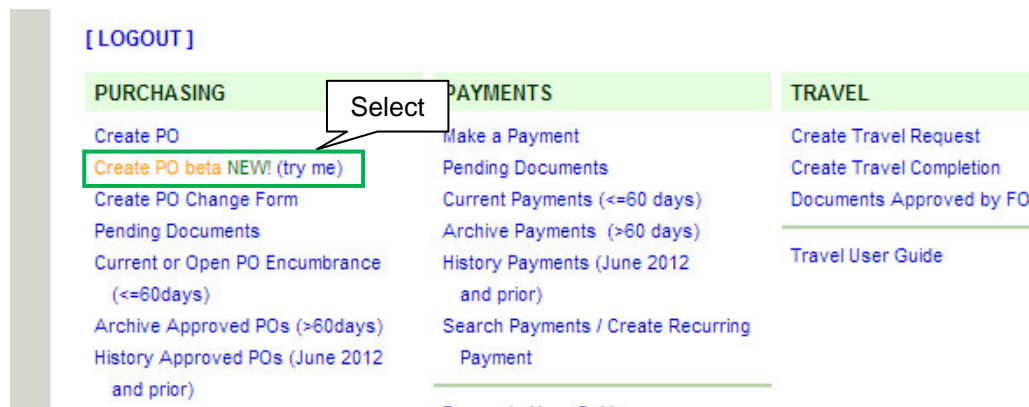 [ LOGOUT ]
PURCHASING
Select
Create PO
Create PO beta NEW! (try me)
Create PO Change Form
Pending Documents
Current or Open PO Encumbrance
(<=60days)
Archive Approved POs (>60days)
History Approved POs (June 2012
and prior)
PAYMENTS
Make a Payment
Pending Documents
Current Payments (<=60 days)
Archive Payments (>60 days)
History Payments (June 2012
and prior)
Search Payments / Create Recurring
Payment
TRAVEL
Create Travel Request
Create Travel Completion
Documents Approved by FO
Travel User Guide